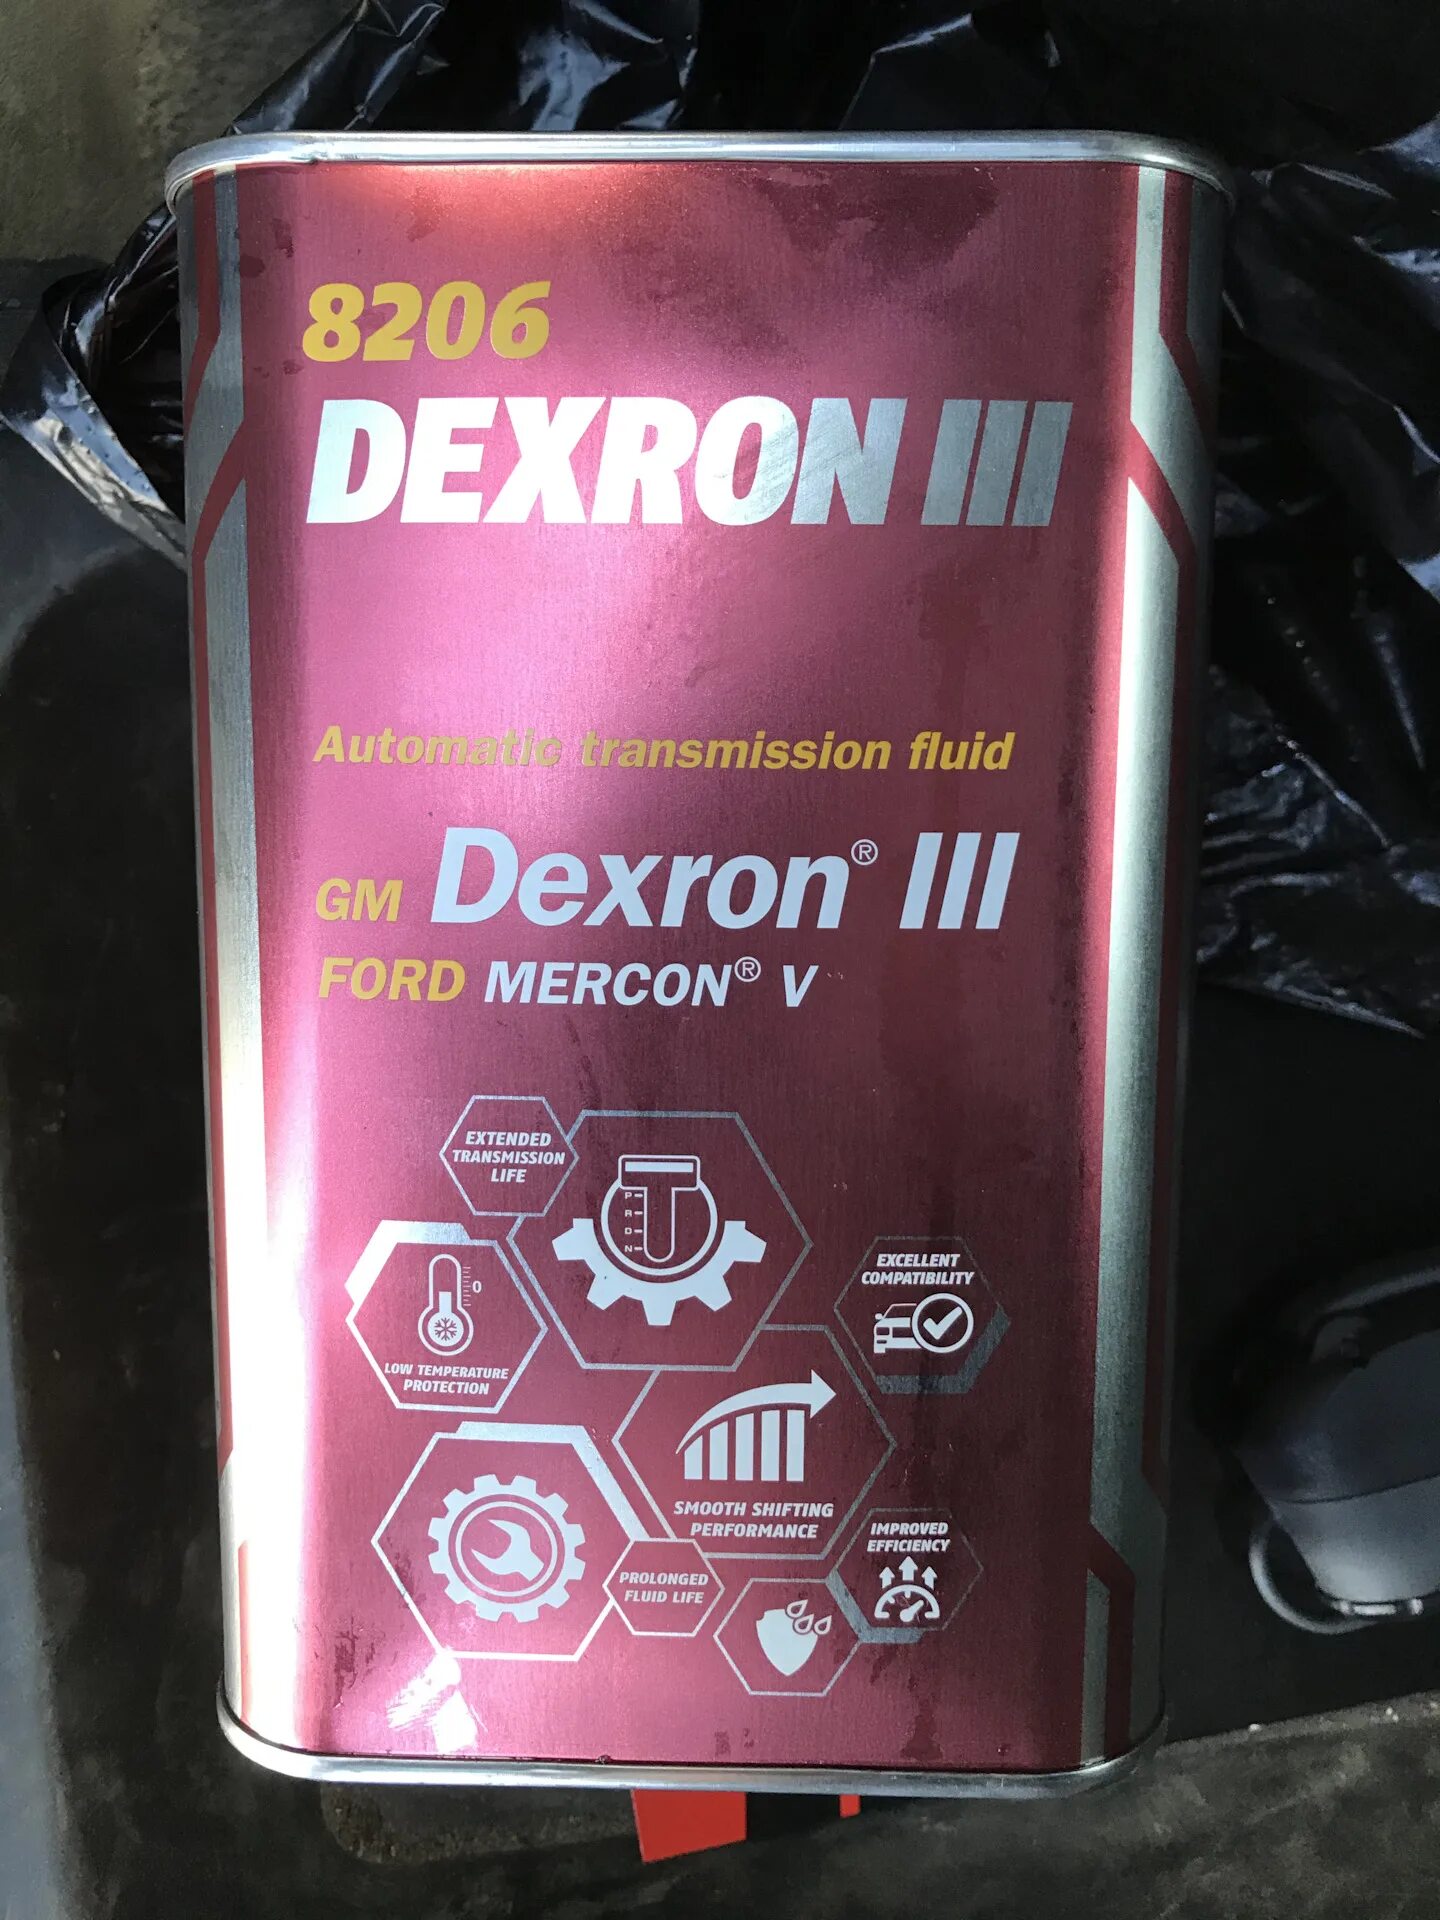 8206
DEXRON III
Automatic transmission fluid
GM Dexron® III
FORD MERCON® V
EXTENDED
TRANSMISSION
LIFE
P
R
D
N
EXCELLENT
COMPATIBILITY
0
LOW TEMPERATURE
PROTECTION
SMOOTH SHIFTING
PERFORMANCE
IMPROVED
EFFICIENCY
PROLONGED
FLUID LIFE